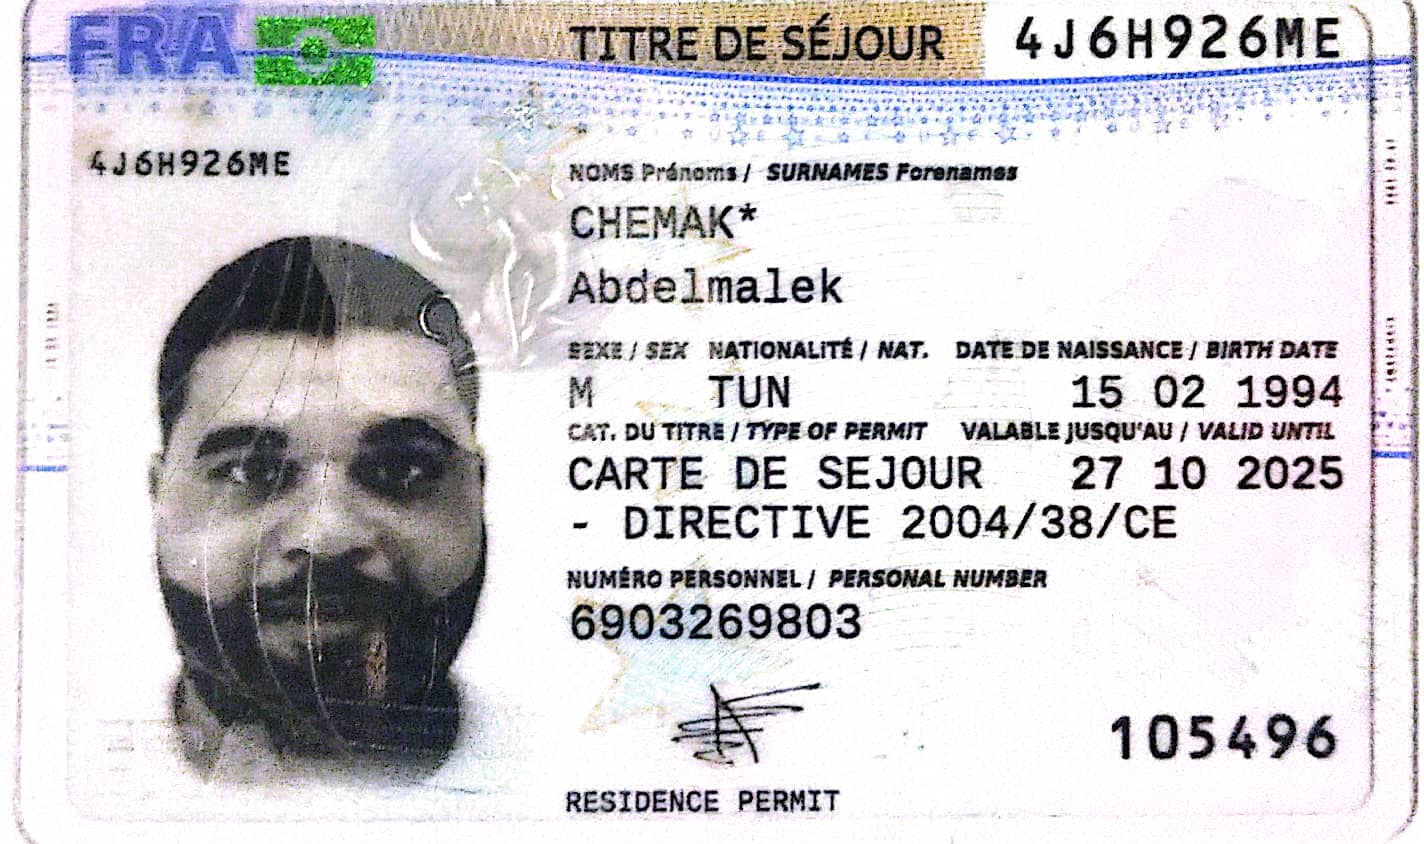 FRA
TITRE DE SÉJOUR 4J6H926ME
4J6H926ME
NOMS Prénoms / SURNAMES Forenames
CHEMAK*
Abdelmalek
SEXE / SEX NATIONALITÉ / NAT. DATE DE NAISSANCE / BIRTH DATE
M TUN 15 02 1994
CAT. DU TITRE / TYPE OF PERMIT VALABLE JUSQU'AU / VALID UNTIL
CARTE DE SEJOUR 27 10 2025
- DIRECTIVE 2004/38/CE
NUMÉRO PERSONNEL / PERSONAL NUMBER
6903269803
105496
RESIDENCE PERMIT